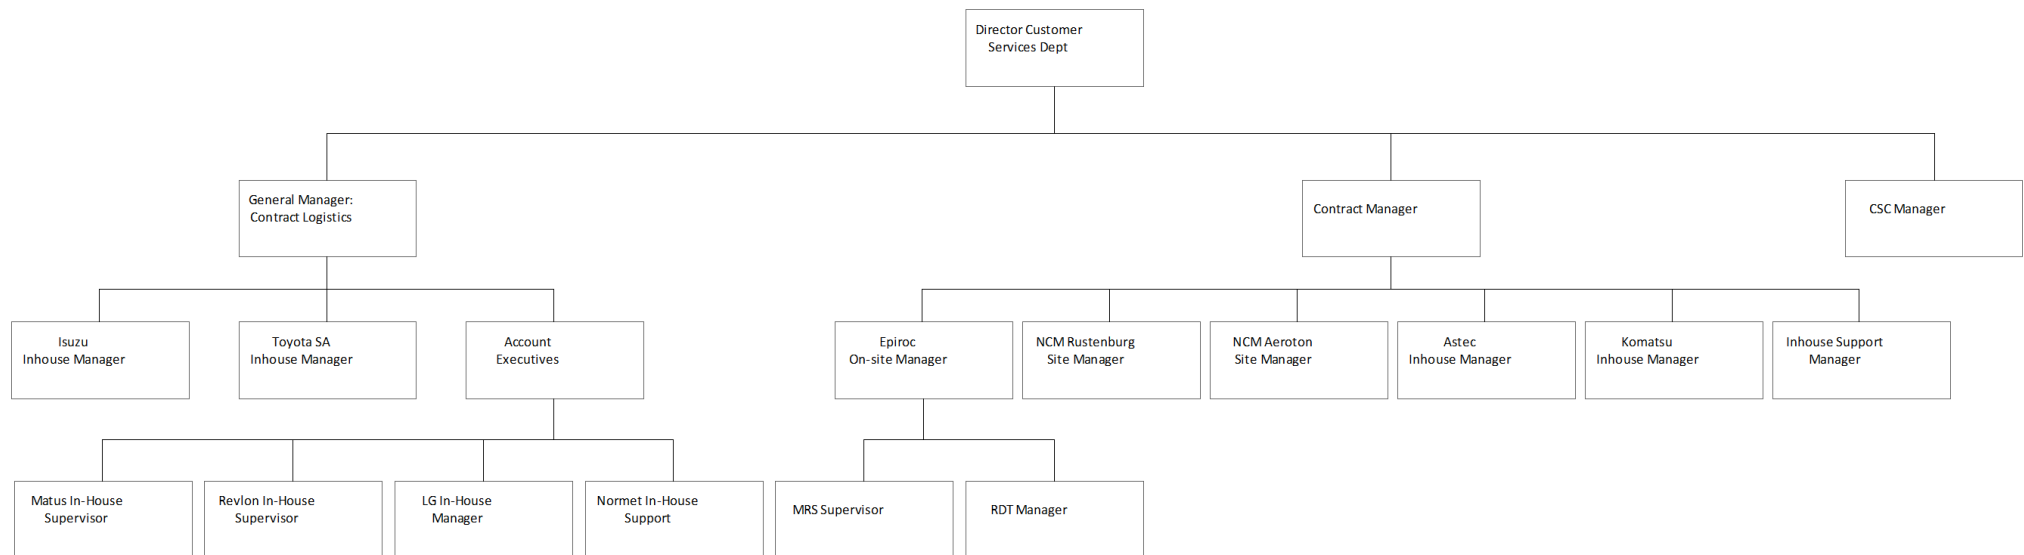 Director Customer
Services Dept
General Manager:
Contract Logistics
Contract Manager
CSC Manager
Isuzu
Inhouse Manager
Toyota SA
Inhouse Manager
Account
Executives
Epiroc
On-site Manager
NCM Rustenburg
Site Manager
NCM Aeroton
Site Manager
Astec
Inhouse Manager
Komatsu
Inhouse Manager
Inhouse Support
Manager
Matus In-House
Supervisor
Revlon In-House
Supervisor
LG In-House
Manager
Normet In-House
Support
MRS Supervisor
RDT Manager